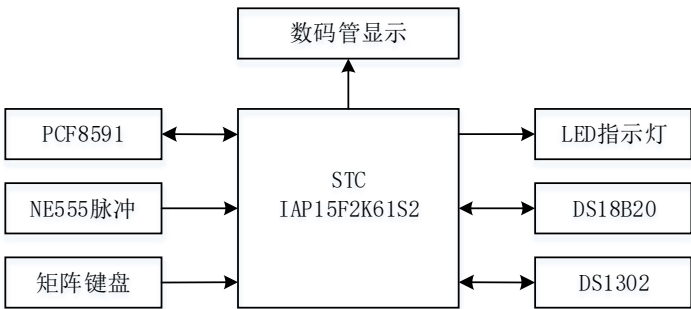 数码管显示
PCF8591
NE555脉冲
矩阵键盘
STC
IAP15F2K61S2
LED指示灯
DS18B20
DS1302